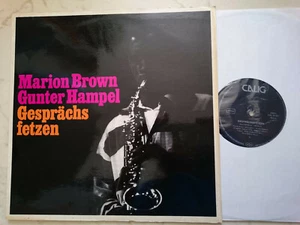 Marion Brown
Gunter Hampel
Gesprächs
fetzen
CALIG